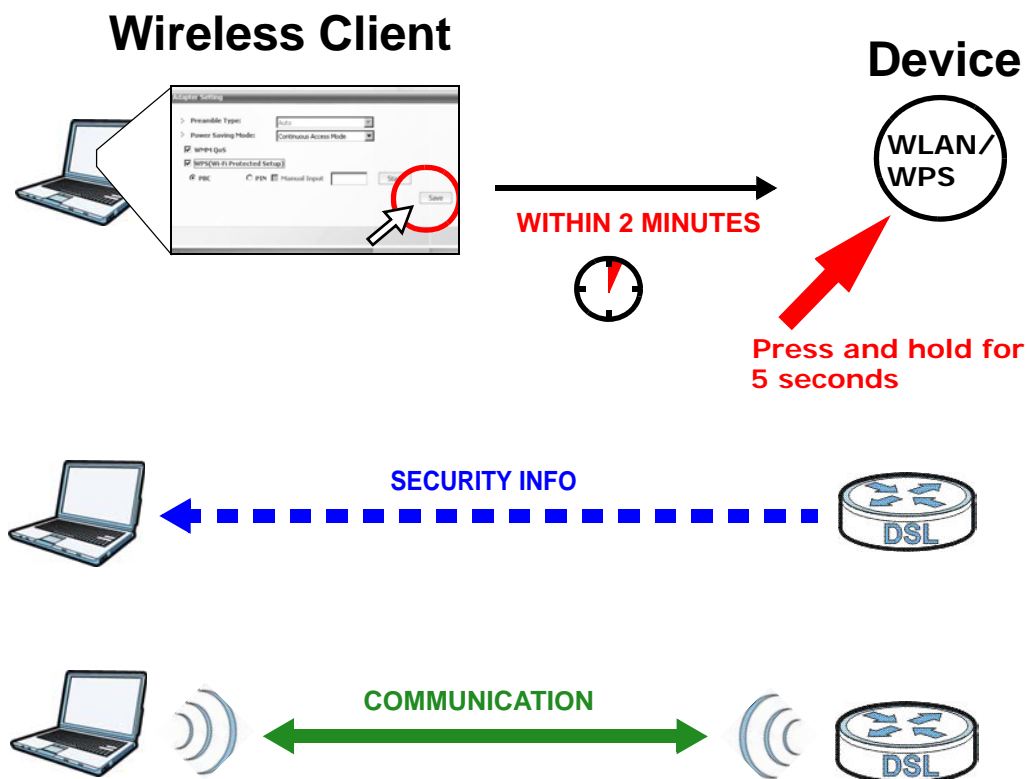 Wireless Client
Device
Adapter Setting
> Preamble Type: Auto
> Power Saving Mode: Continuous Access Mode
WMM QoS
WPS(Wi-Fi Protected Setup)
PBC PIN Manual Input
Save
WLAN/
WPS
WITHIN 2 MINUTES
Press and hold for
5 seconds
SECURITY INFO
DSL
COMMUNICATION
DSL